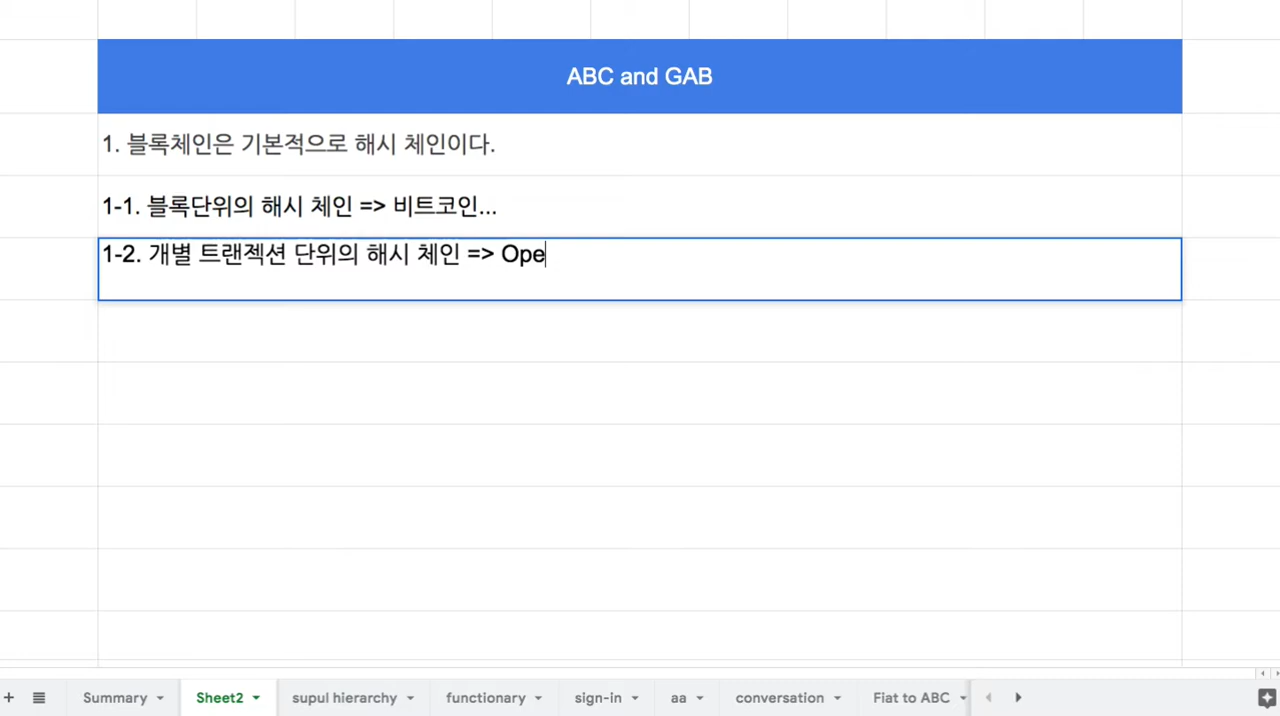 ABC and GAB
1. 블록체인은 기본적으로 해시 체인이다.
1-1. 블록단위의 해시 체인 => 비트코인...
1-2. 개별 트랜젝션 단위의 해시 체인 => Ope
Summary Sheet2 supul hierarchy functionary sign-in aa conversation Fiat to ABC